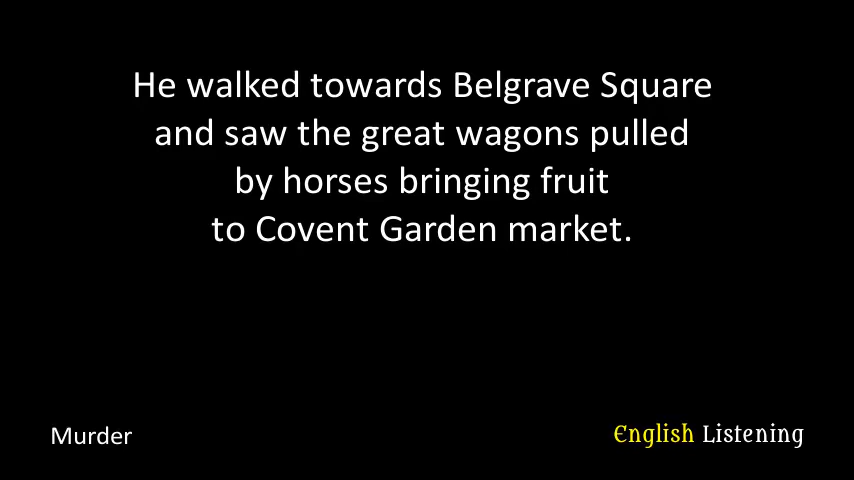 He walked towards Belgrave Square
and saw the great wagons pulled
by horses bringing fruit
to Covent Garden market.
Murder
English Listening